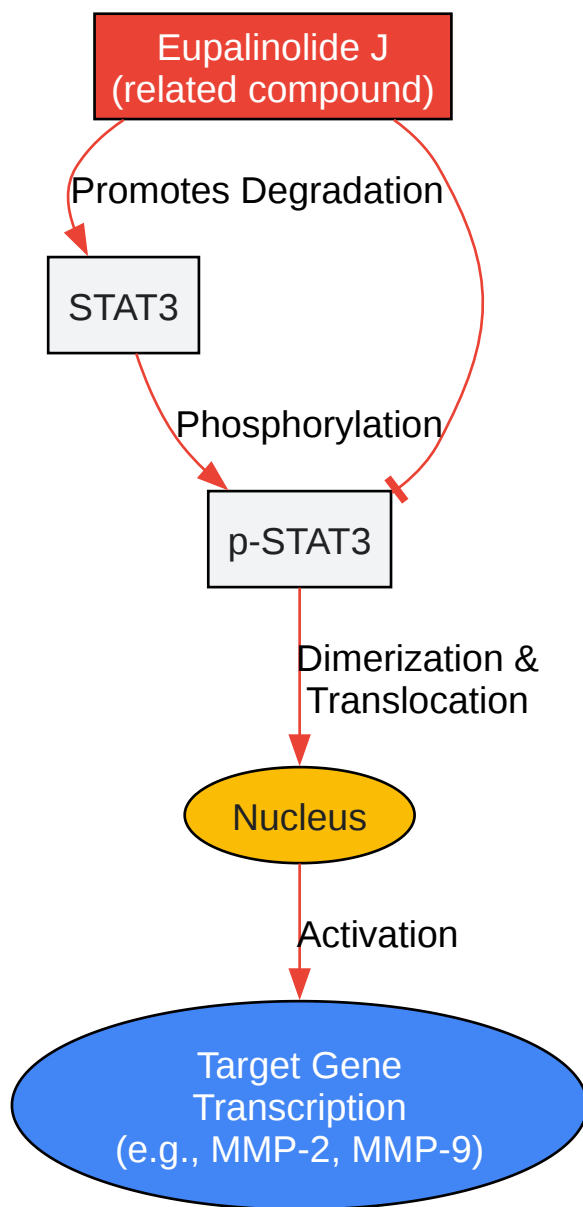 Eupalinolide J
(related compound)
Promotes Degradation
STAT3
Phosphorylation
p-STAT3
Dimerization &
Translocation
Nucleus
Activation
Target Gene
Transcription
(e.g., MMP-2, MMP-9)